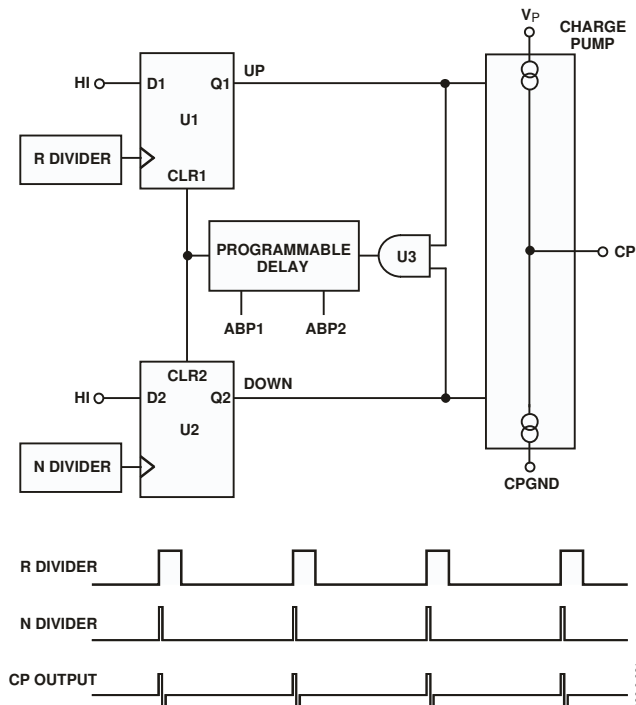 VP
CHARGE
PUMP
HI
D1
Q1
UP
U1
R DIVIDER
CLR1
PROGRAMMABLE
DELAY
U3
CP
ABP1
ABP2
CLR2
DOWN
HI
D2
Q2
U2
N DIVIDER
CPGND
R DIVIDER
N DIVIDER
CP OUTPUT